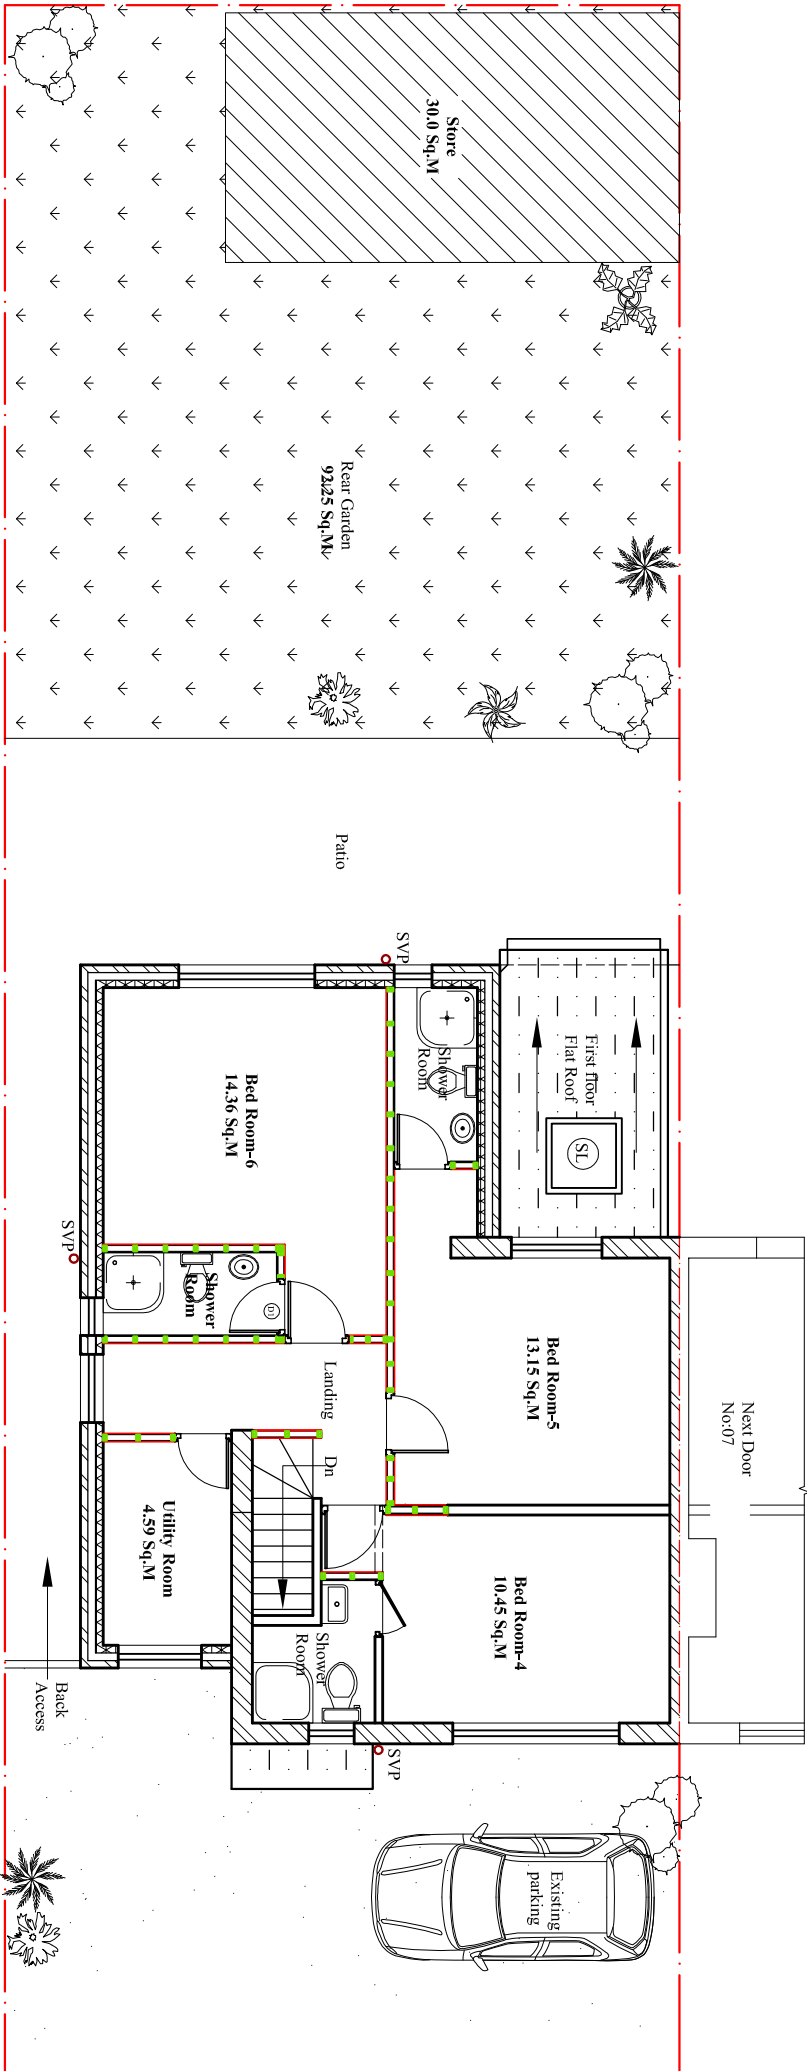 Store
30.0 Sq.M
Rear Garden
92.25 Sq.M
Patio
SVP
First floor
Flat Roof
SL
Shower
Room
Bed Room-6
14.36 Sq.M
SVP
Shower
Room
D1
Landing
Dn
Bed Room-5
13.15 Sq.M
Next Door
No:07
Utility Room
4.59 Sq.M
Bed Room-4
10.45 Sq.M
Shower
Room
Back
Access
SVP
Existing
parking